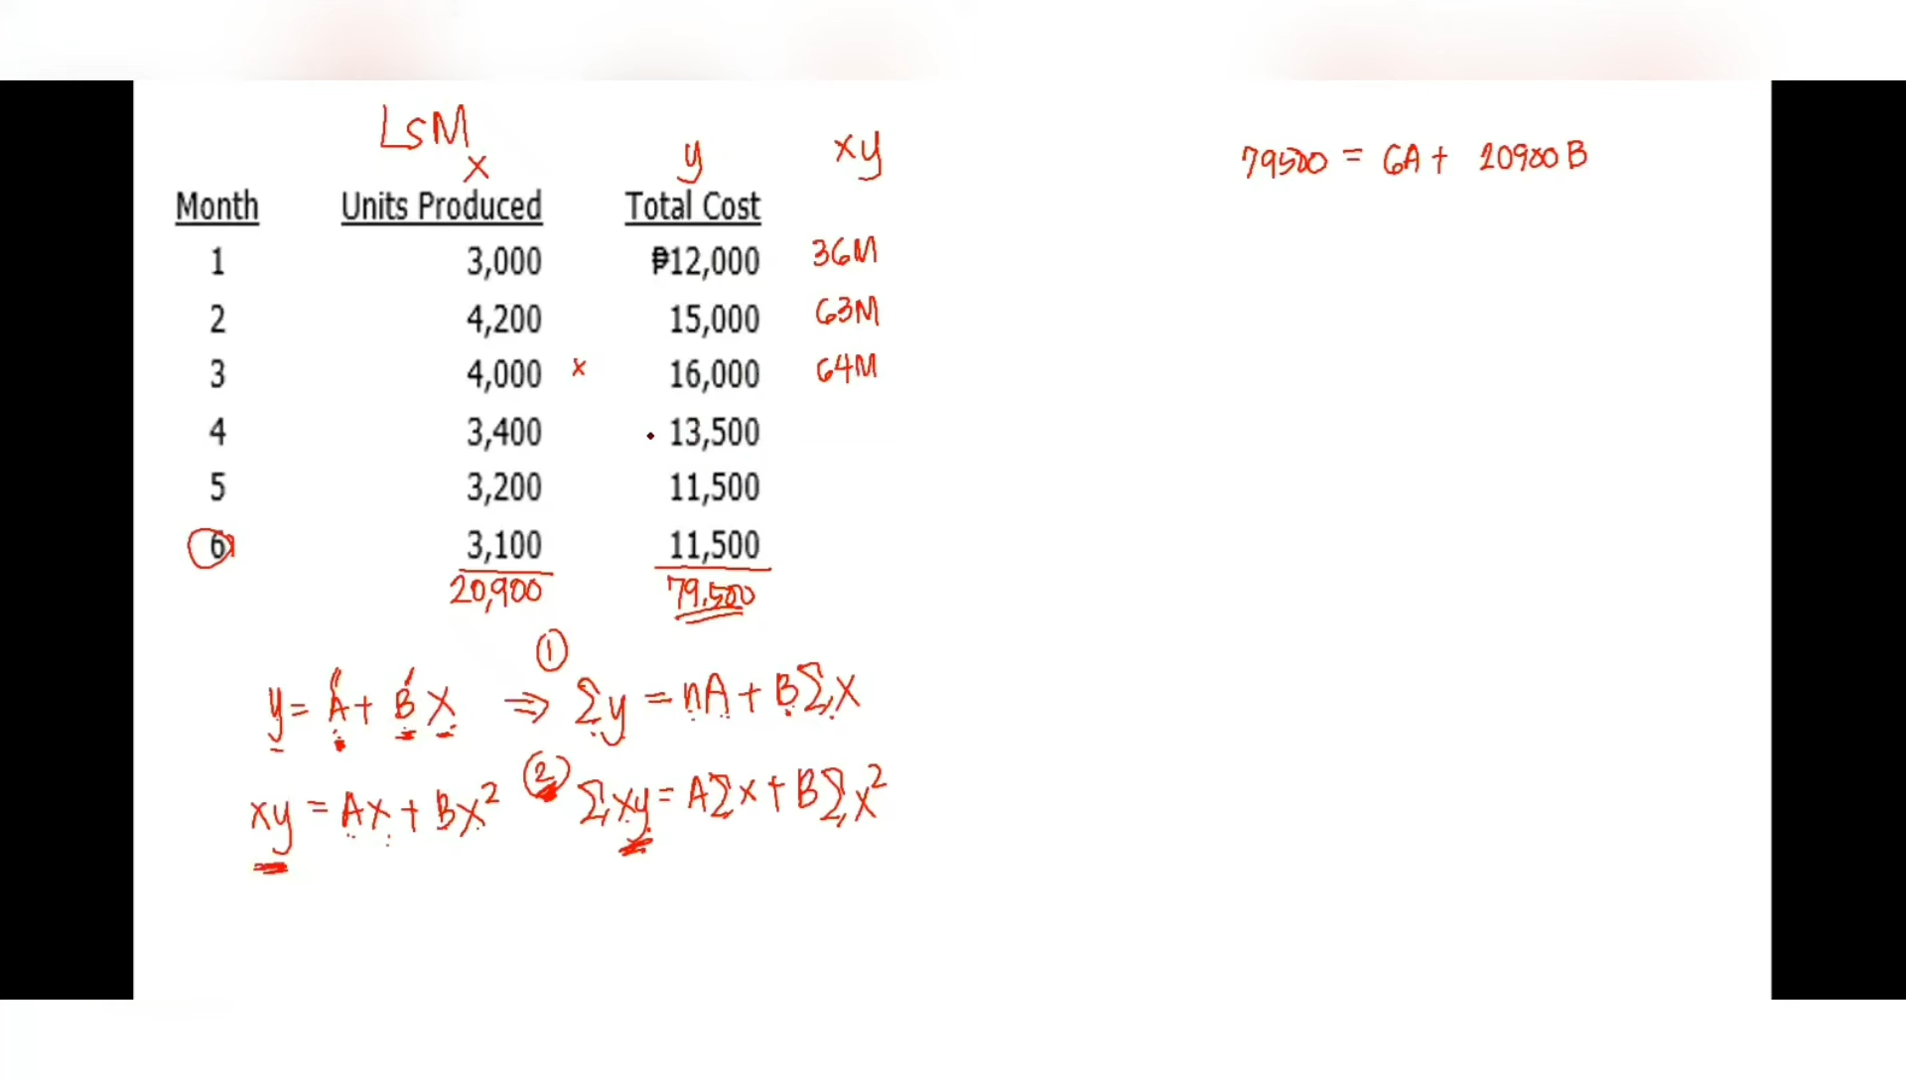 LSM
x y xy
Month Units Produced Total Cost
1 3,000 ₱12,000 36M
2 4,200 15,000 63M
3 4,000 x 16,000 64M
4 3,400 13,500
5 3,200 11,500
6 3,100 11,500
20,900 79,500
79500 = 6A + 20900B
①
y = A + Bx ⇒ Σy = nA + BΣx
xy = Ax + Bx² ② Σxy = AΣx + BΣx²